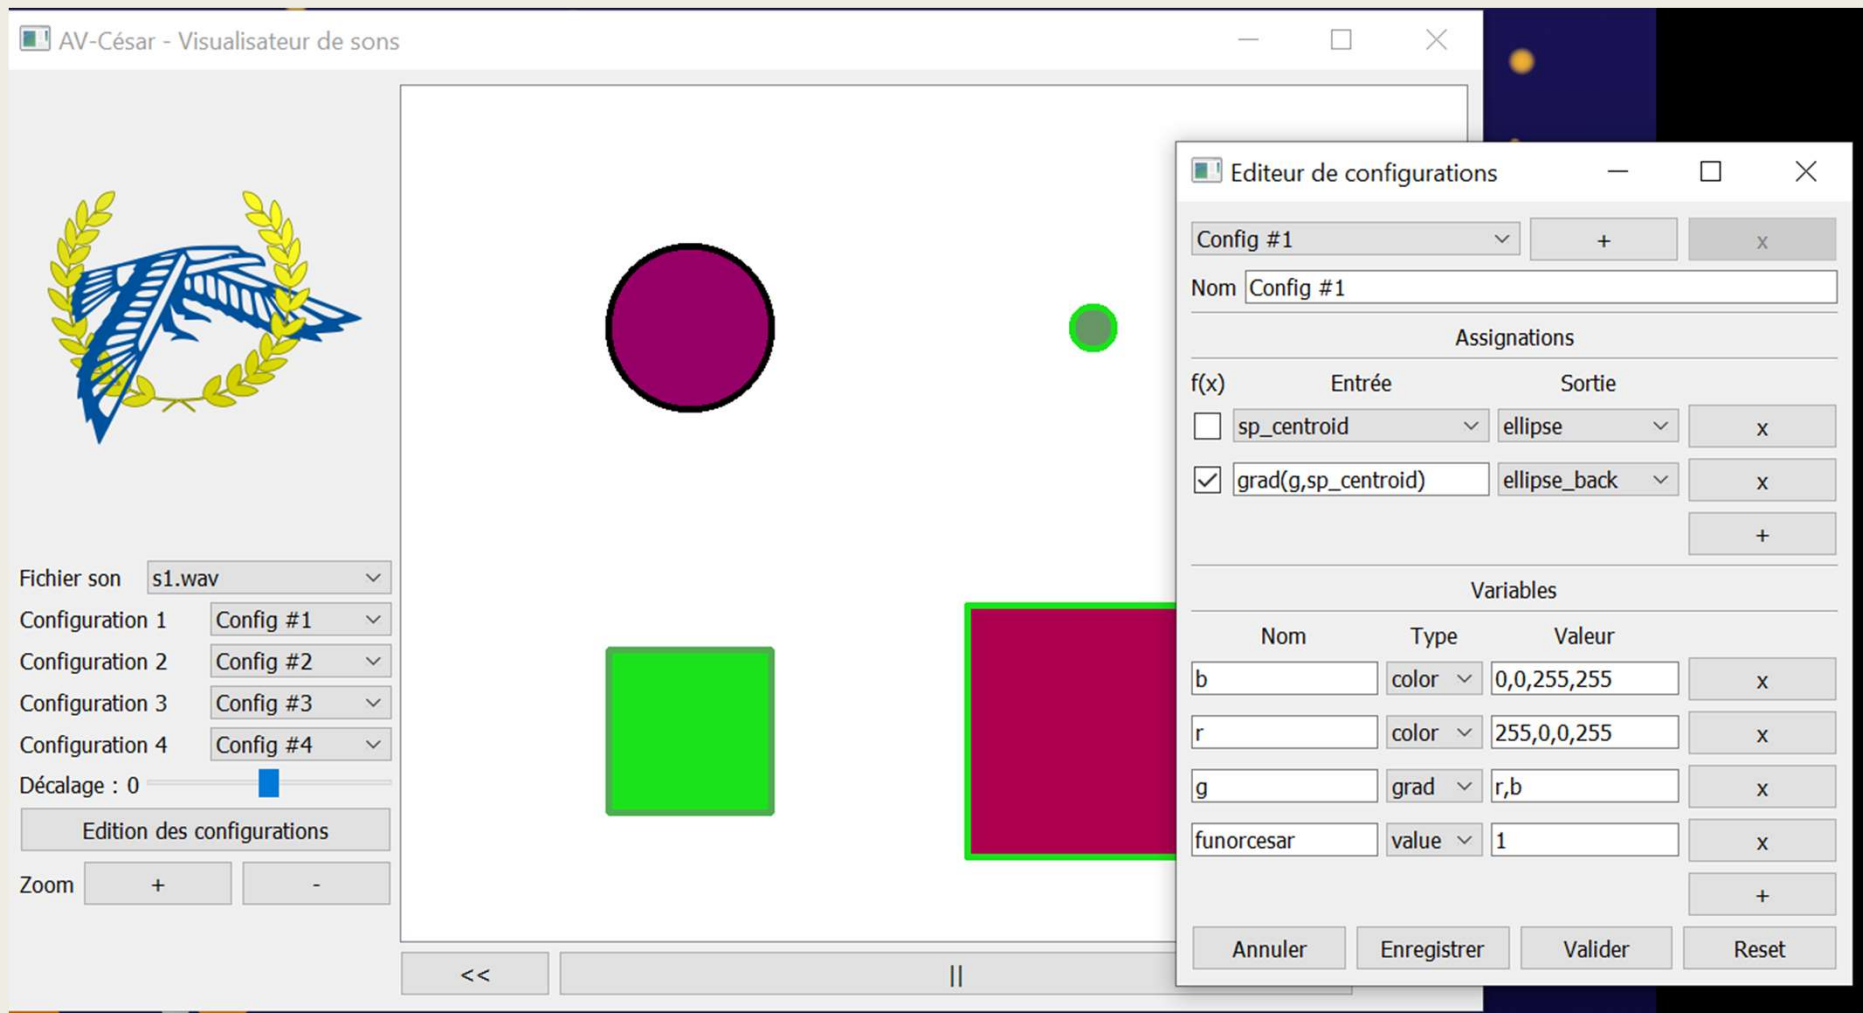 AV-César - Visualisateur de sons
Fichier son s1.wav
Configuration 1 Config #1
Configuration 2 Config #2
Configuration 3 Config #3
Configuration 4 Config #4
Décalage : 0
Edition des configurations
Zoom + -
<< ||
Editeur de configurations
Config #1 + x
Nom Config #1
Assignations
f(x) Entrée Sortie
sp_centroid ellipse x
grad(g,sp_centroid) ellipse_back x
+
Variables
Nom Type Valeur
b color 0,0,255,255 x
r color 255,0,0,255 x
g grad r,b x
funorcesar value 1 x
+
Annuler Enregistrer Valider Reset